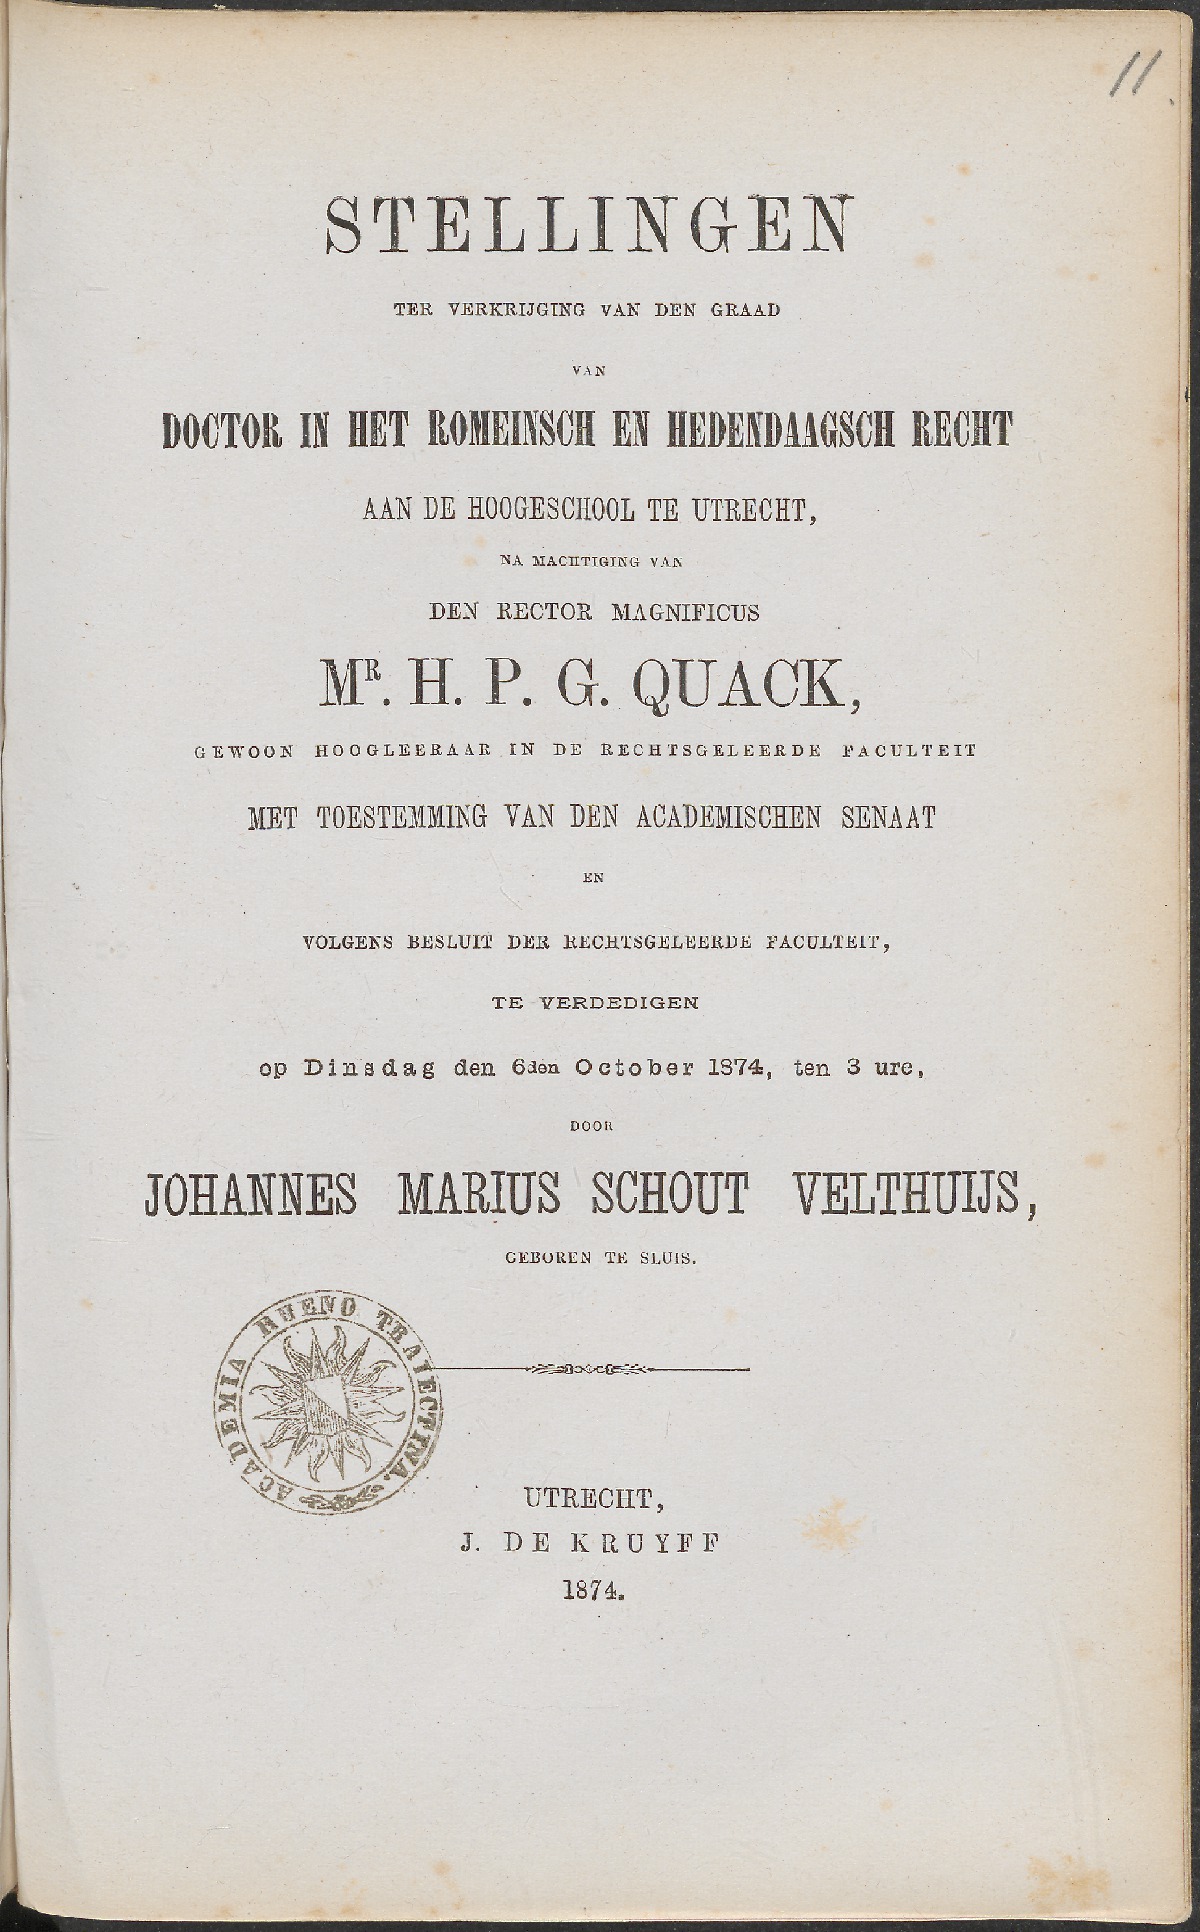 11
STELLINGEN
TER VERKRIJGING VAN DEN GRAAD
VAN
DOCTOR IN HET ROMEINSCH EN HEDENDAAGSCH RECHT
AAN DE HOOGESCHOOL TE UTRECHT,
NA MACHTIGING VAN
DEN RECTOR MAGNIFICUS
MR. H. P. G. QUACK,
GEWOON HOOGLEERAAR IN DE RECHTSGELEERDE FACULTEIT
MET TOESTEMMING VAN DEN ACADEMISCHEN SENAAT
EN
VOLGENS BESLUIT DER RECHTSGELEERDE FACULTEIT,
TE VERDEDIGEN
op Dinsdag den 6den October 1874, ten 3 ure,
DOOR
JOHANNES MARIUS SCHOUT VELTHUIJS,
GEBOREN TE SLUIS.
ACADEMIA RHENO TRAIECTINA.
UTRECHT,
J. DE KRUYFF
1874.